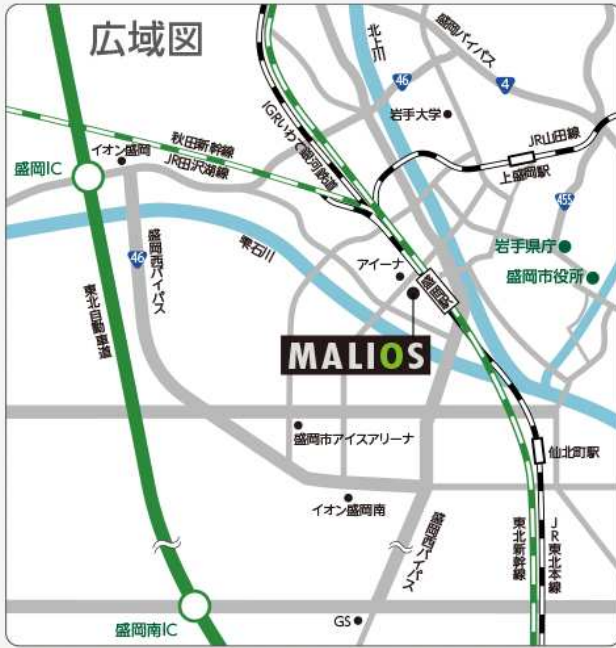 広域図
盛岡バイパス
北上川
46
4
岩手大学
IGRいわて銀河鉄道
JR山田線
秋田新幹線
イオン盛岡
JR田沢湖線
上盛岡駅
盛岡IC
455
盛岡西バイパス
46
雫石川
岩手県庁
アイーナ
盛岡市役所
盛岡駅
東北自動車道
MALIOS
盛岡市アイスアリーナ
仙北町駅
イオン盛岡南
盛岡西バイパス
東北新幹線
JR東北本線
GS
盛岡南IC